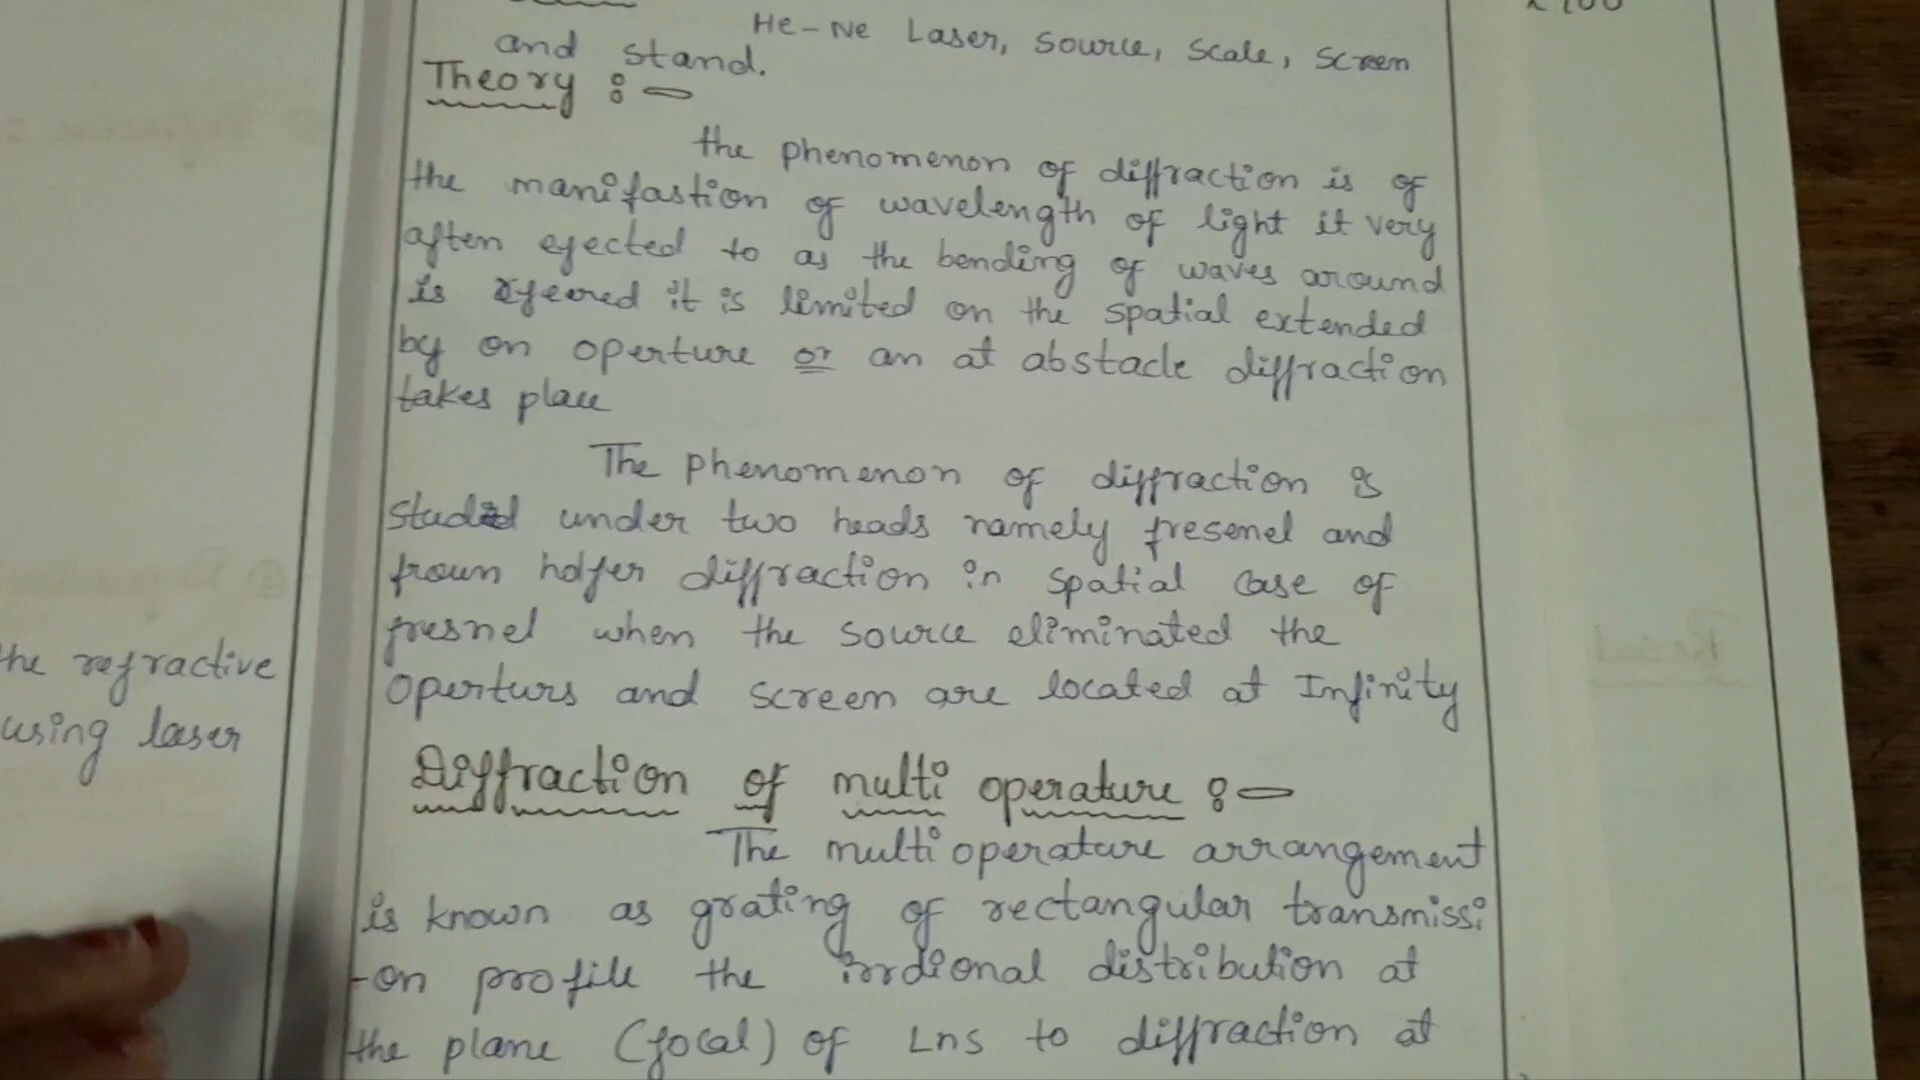 He-Ne Laser, Source, Scale, Screen
and stand.
Theory :-
the phenomenon of diffraction is of
the manifastion of wavelength of light it very
aften efected to as the bending of waves around
is refered it is limited on the spatial extended
by on operture or an at abstacle diffraction
takes place
The phenomenon of diffraction is
studied under two heads namely fresenel and
froun hofer diffraction in spatial case of
fresnel when the source eliminated the
operturs and screen are located at Infinity
Diffraction of multi operature :-
The multi operature arrangement
is known as grating of rectangular transmissi
-on profile the irrdional distribution at
the plane (focal) of Lns to diffraction at
the refractive
using laser